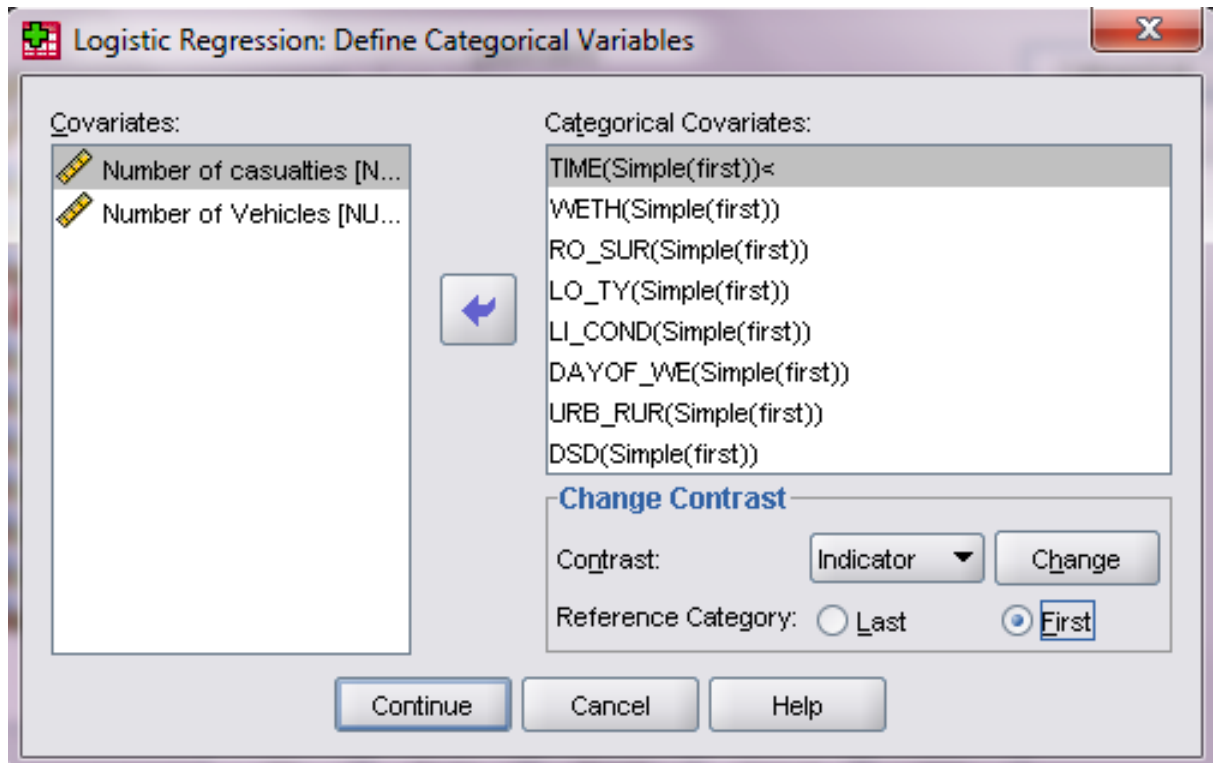 Logistic Regression: Define Categorical Variables
Covariates:
Number of casualties [N...
Number of Vehicles [NU...
Categorical Covariates:
TIME(Simple(first))<
WETH(Simple(first))
RO_SUR(Simple(first))
LO_TY(Simple(first))
LI_COND(Simple(first))
DAYOF_WE(Simple(first))
URB_RUR(Simple(first))
DSD(Simple(first))
Change Contrast
Contrast: Indicator Change
Reference Category: Last First
Continue Cancel Help